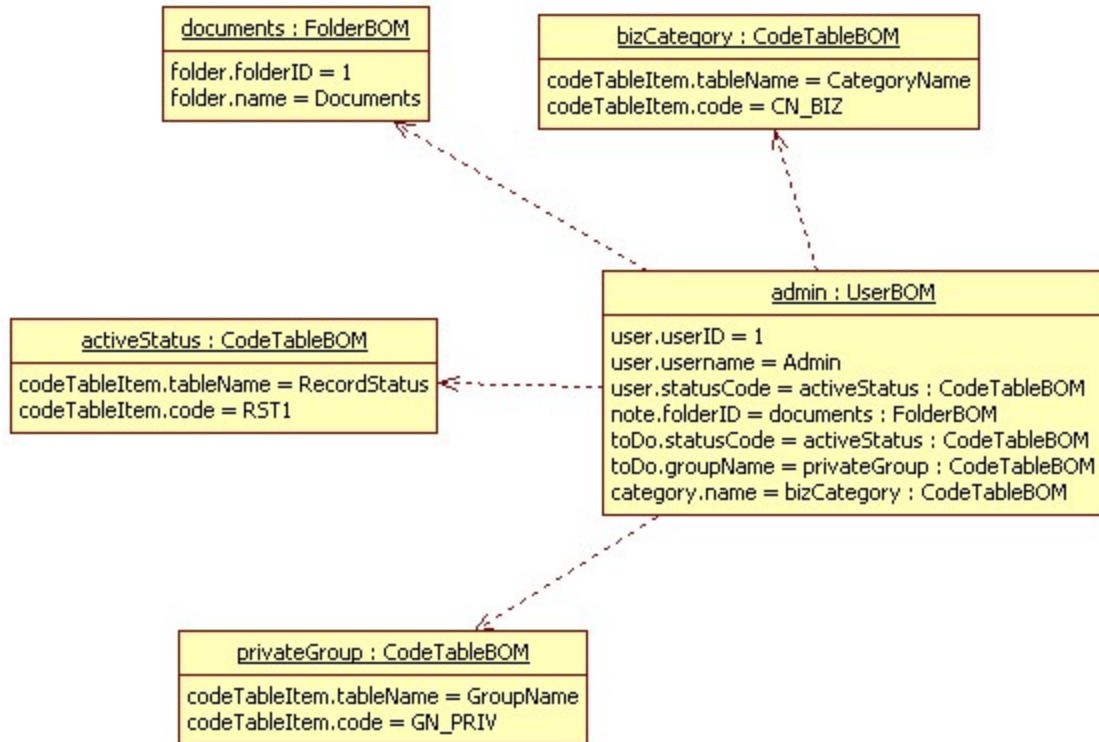 documents : FolderBOM
folder.folderID = 1
folder.name = Documents
bizCategory : CodeTableBOM
codeTableItem.tableName = CategoryName
codeTableItem.code = CN_BIZ
admin : UserBOM
user.userID = 1
user.username = Admin
user.statusCode = activeStatus : CodeTableBOM
note.folderID = documents : FolderBOM
toDo.statusCode = activeStatus : CodeTableBOM
toDo.groupName = privateGroup : CodeTableBOM
category.name = bizCategory : CodeTableBOM
activeStatus : CodeTableBOM
codeTableItem.tableName = RecordStatus
codeTableItem.code = RST1
privateGroup : CodeTableBOM
codeTableItem.tableName = GroupName
codeTableItem.code = GN_PRIV